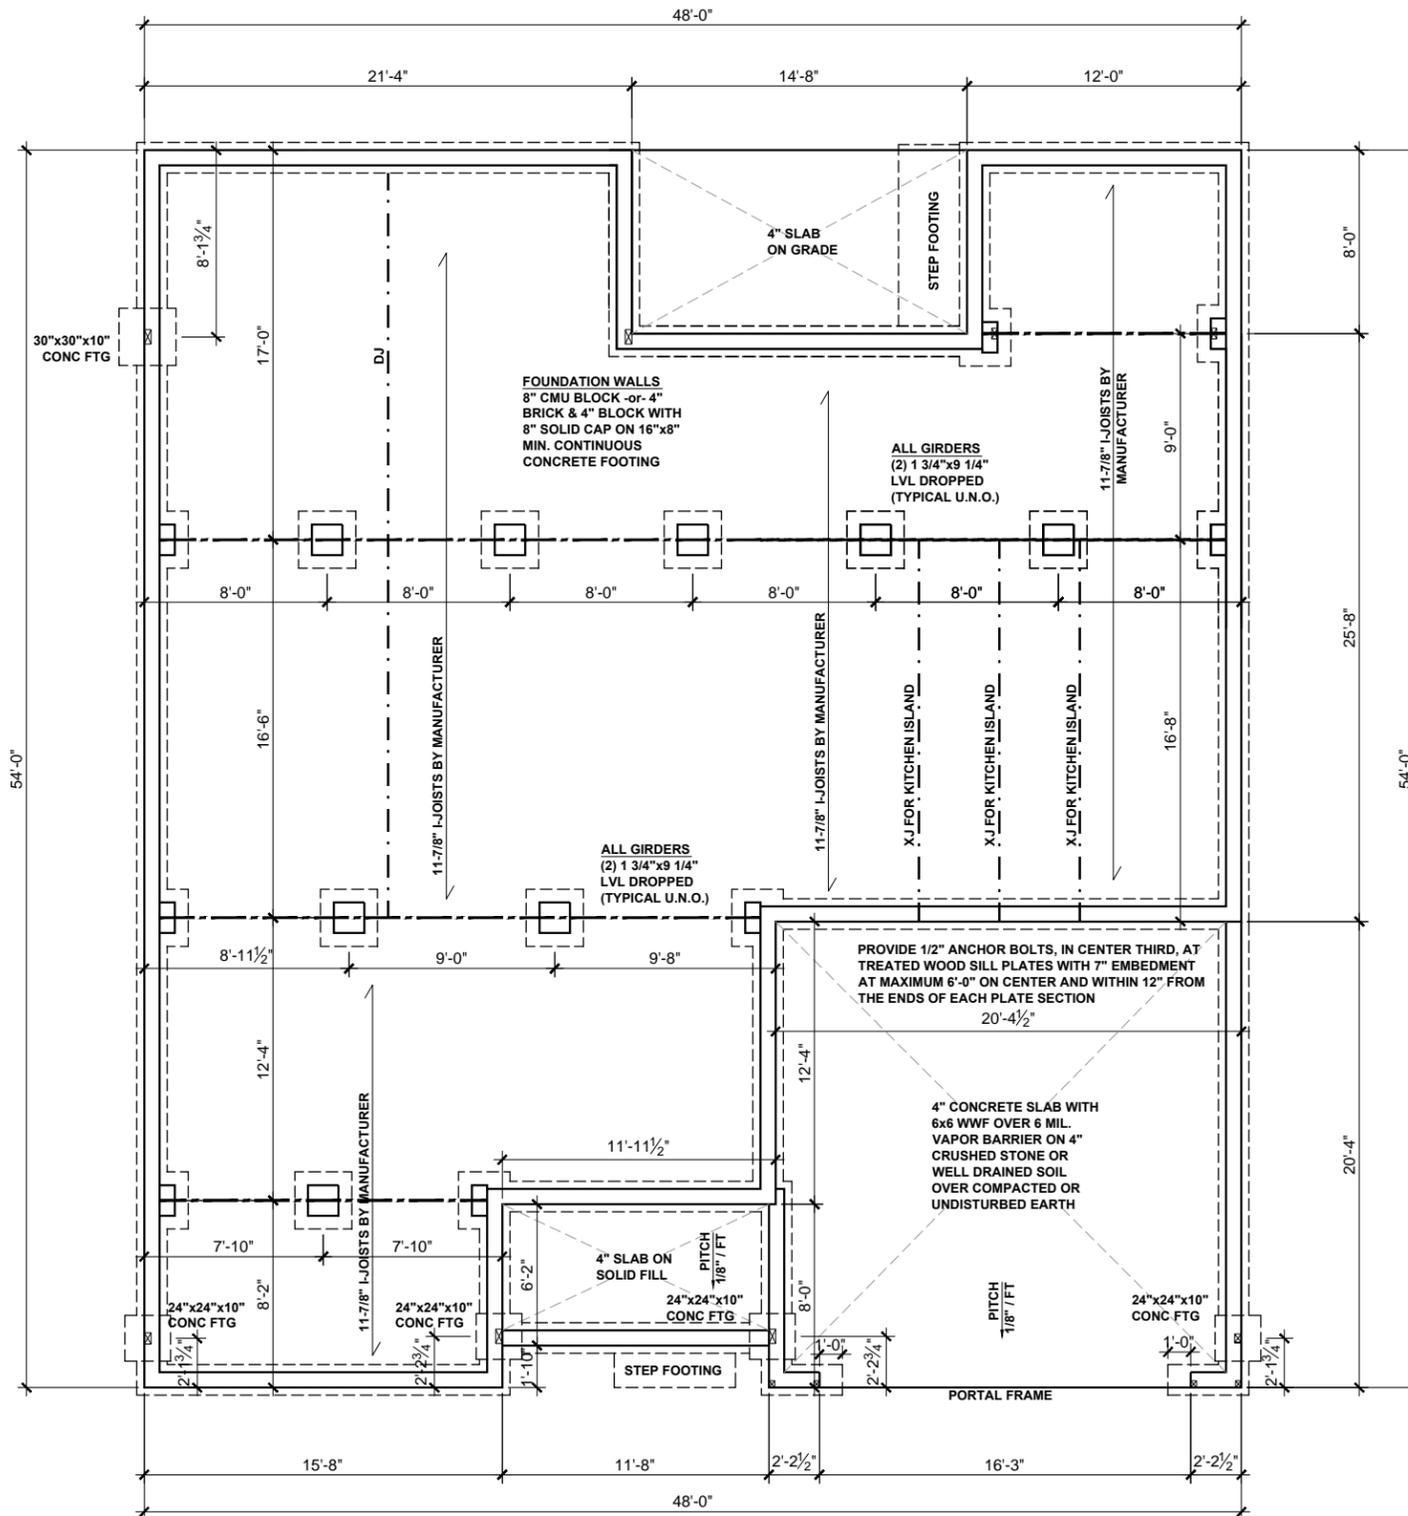 48'-0"
21'-4"
14'-8"
12'-0"
8'-1¾"
17'-0"
DJ
4" SLAB
ON GRADE
STEP FOOTING
8'-0"
30"x30"x10"
CONC FTG
FOUNDATION WALLS
8" CMU BLOCK -or- 4"
BRICK & 4" BLOCK WITH
8" SOLID CAP ON 16"x8"
MIN. CONTINUOUS
CONCRETE FOOTING
ALL GIRDERS
(2) 1 3/4"x9 1/4"
LVL DROPPED
(TYPICAL U.N.O.)
11-7/8" I-JOISTS BY
MANUFACTURER
9'-0"
8'-0"
8'-0"
8'-0"
8'-0"
8'-0"
8'-0"
25'-8"
11-7/8" I-JOISTS BY MANUFACTURER
11-7/8" I-JOISTS BY MANUFACTURER
XJ FOR KITCHEN ISLAND
XJ FOR KITCHEN ISLAND
XJ FOR KITCHEN ISLAND
16'-6"
16'-8"
54'-0"
54'-0"
ALL GIRDERS
(2) 1 3/4"x9 1/4"
LVL DROPPED
(TYPICAL U.N.O.)
8'-11½"
9'-0"
9'-8"
PROVIDE 1/2" ANCHOR BOLTS, IN CENTER THIRD, AT
TREATED WOOD SILL PLATES WITH 7" EMBEDMENT
AT MAXIMUM 6'-0" ON CENTER AND WITHIN 12" FROM
THE ENDS OF EACH PLATE SECTION
20'-4½"
12'-4"
12'-4"
4" CONCRETE SLAB WITH
6x6 WWF OVER 6 MIL.
VAPOR BARRIER ON 4"
CRUSHED STONE OR
WELL DRAINED SOIL
OVER COMPACTED OR
UNDISTURBED EARTH
20'-4"
11'-11½"
11-7/8" I-JOISTS BY MANUFACTURER
7'-10"
7'-10"
8'-2"
6'-2"
4" SLAB ON
SOLID FILL
PITCH
1/8" / FT
8'-0"
PITCH
1/8" / FT
24"x24"x10"
CONC FTG
24"x24"x10"
CONC FTG
24"x24"x10"
CONC FTG
24"x24"x10"
CONC FTG
2'-1¾"
2'-2¾"
1'-10"
STEP FOOTING
1'-0"
2'-2¾"
1'-0"
2'-1¾"
PORTAL FRAME
15'-8"
11'-8"
2'-2½"
16'-3"
2'-2½"
48'-0"